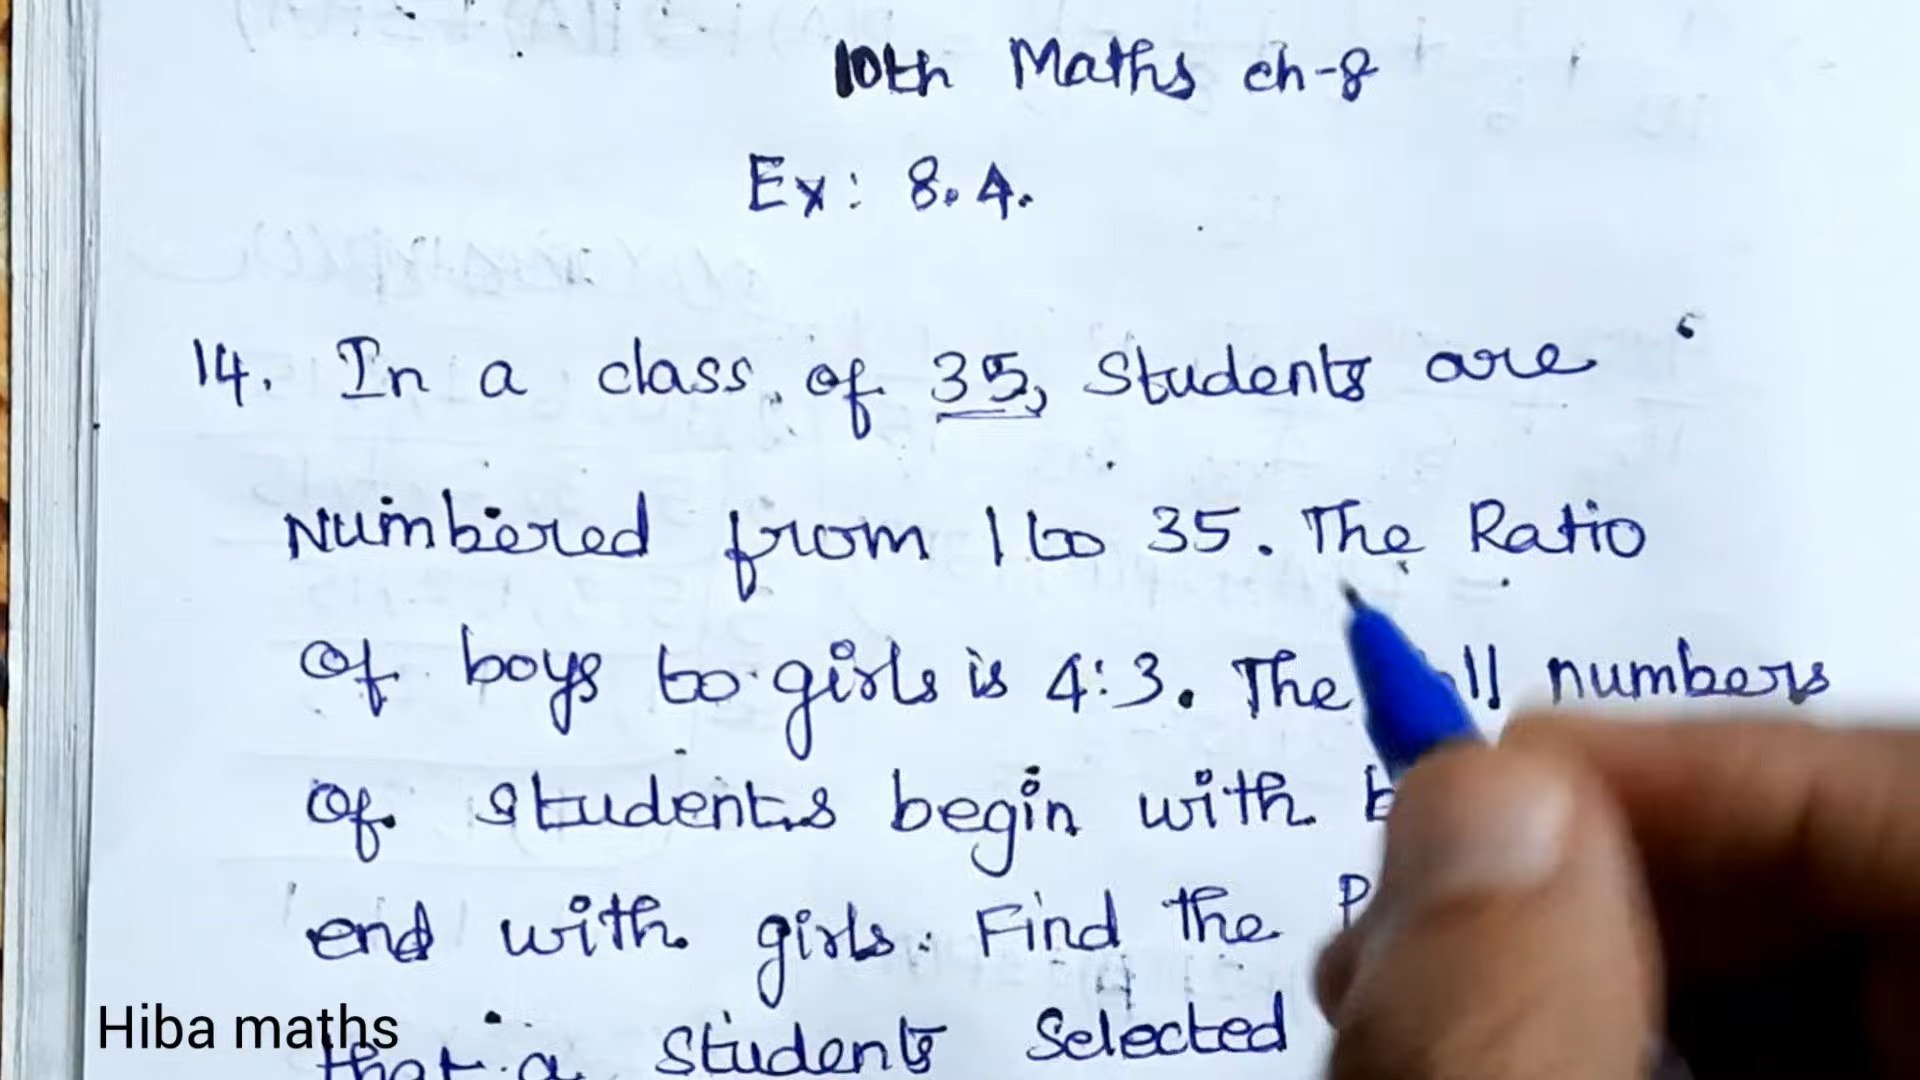 10th Maths ch-8
Ex: 8.4.
14. In a class of 35, Students are
Numbered from 1 to 35. The Ratio
of boys to girls is 4:3. The numbers
of students begin with
end with girls. Find the
Hiba maths
that a students selected